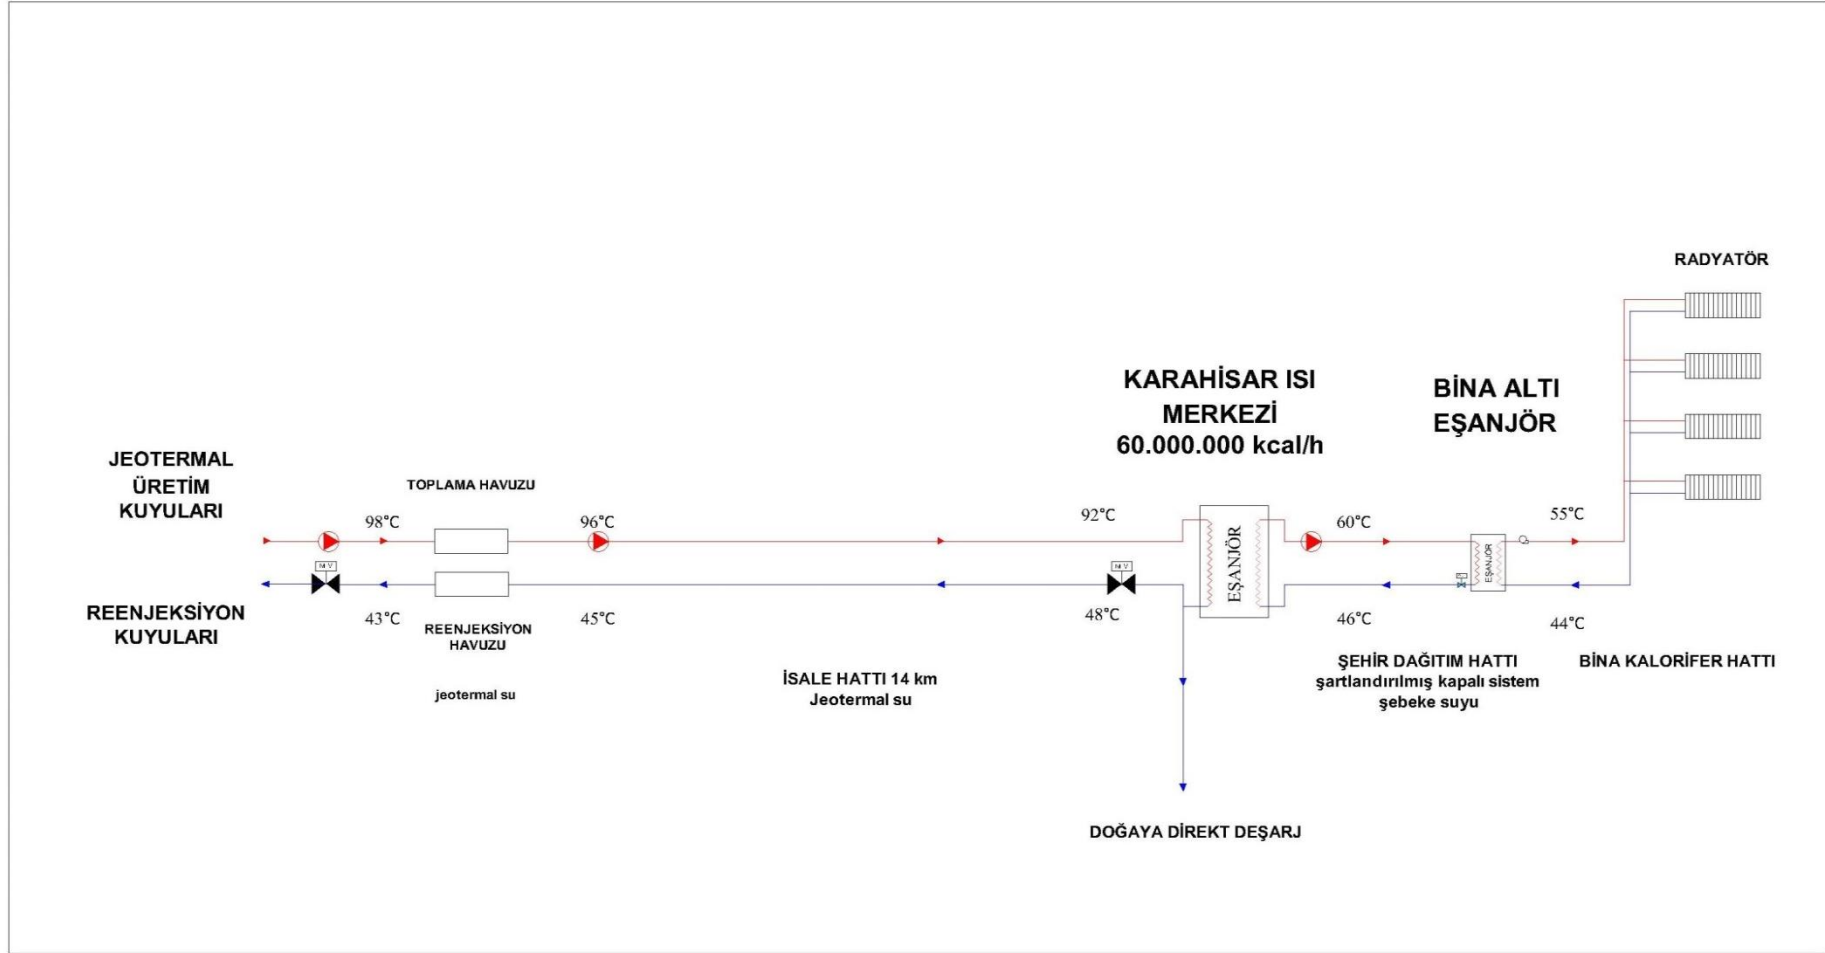 RADYATÖR
KARAHİSAR ISI
MERKEZİ
60.000.000 kcal/h
BİNA ALTI
EŞANJÖR
JEOTERMAL
ÜRETİM
KUYULARI
TOPLAMA HAVUZU
98°C
96°C
92°C
60°C
55°C
EŞANJÖR
EŞANJÖR
M V
M V
REENJEKSİYON
KUYULARI
43°C
REENJEKSİYON
HAVUZU
45°C
48°C
46°C
44°C
jeotermal su
İSALE HATTI 14 km
Jeotermal su
ŞEHİR DAĞITIM HATTI
şartlandırılmış kapalı sistem
şebeke suyu
BİNA KALORİFER HATTI
DOĞAYA DİREKT DEŞARJ